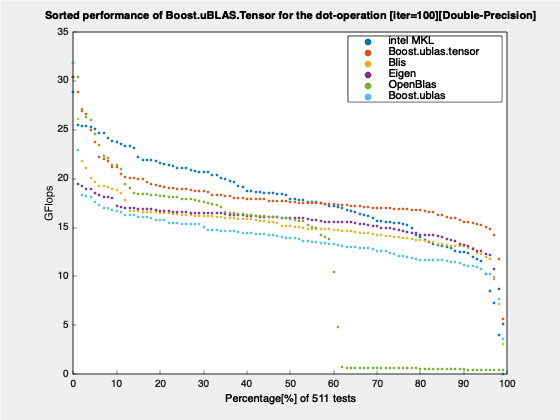 Sorted performance of Boost.uBLAS.Tensor for the dot-operation [iter=100][Double-Precision]
35
intel MKL
Boost.ublas.tensor
Blis
Eigen
OpenBlas
Boost.ublas
30
25
20
GFlops
15
10
5
0
0 10 20 30 40 50 60 70 80 90 100
Percentage[%] of 511 tests